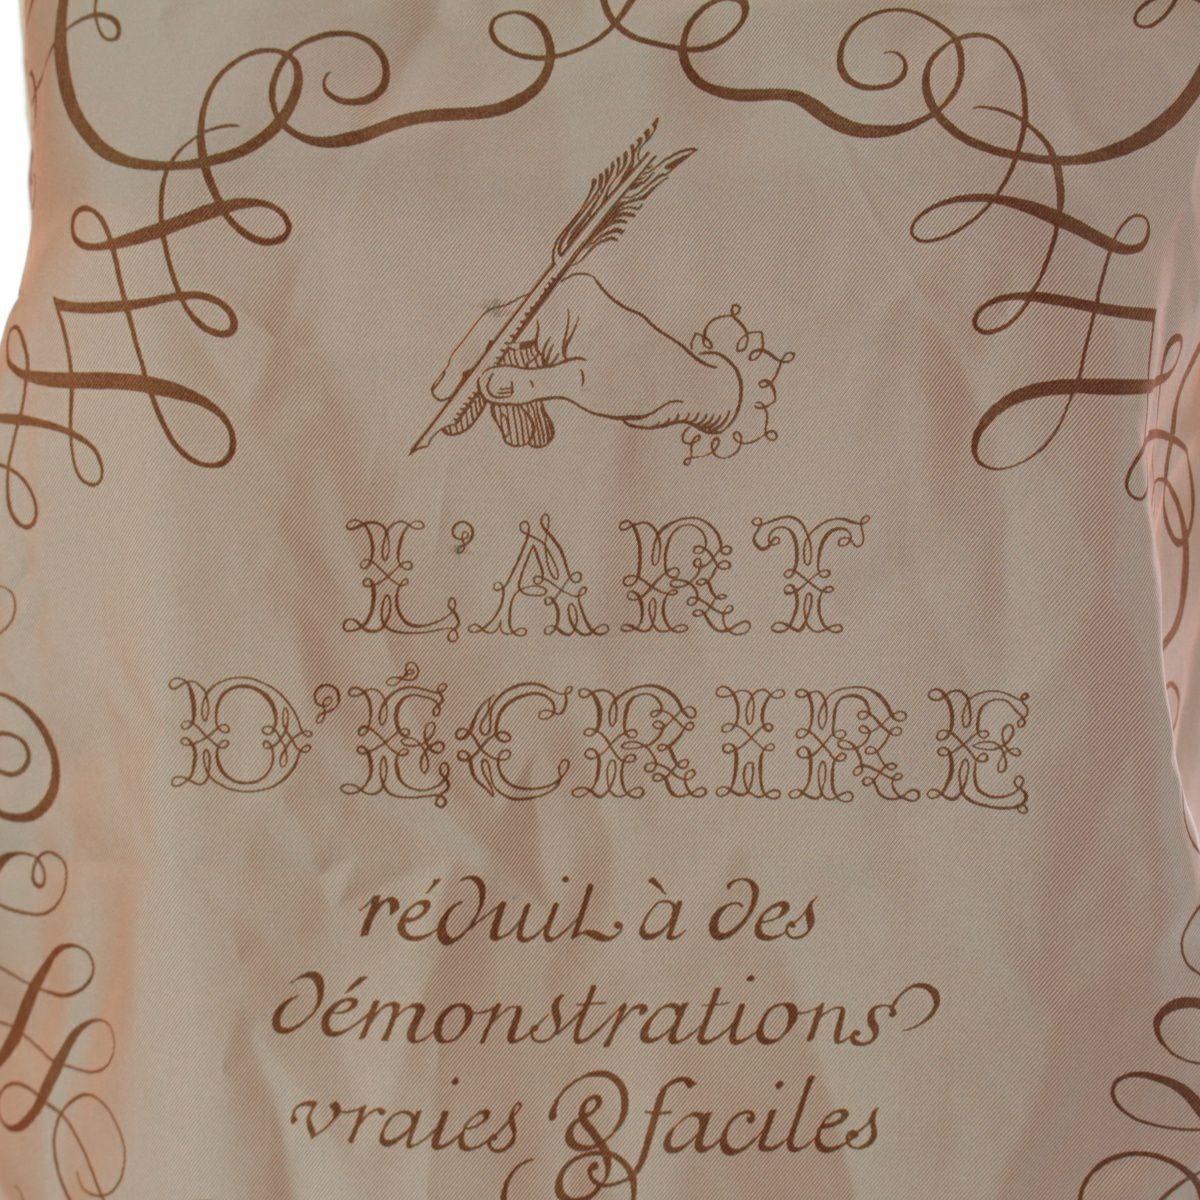 L'ART
D'ÉCRIRE
réduit à des
démonstrations
vraies & faciles